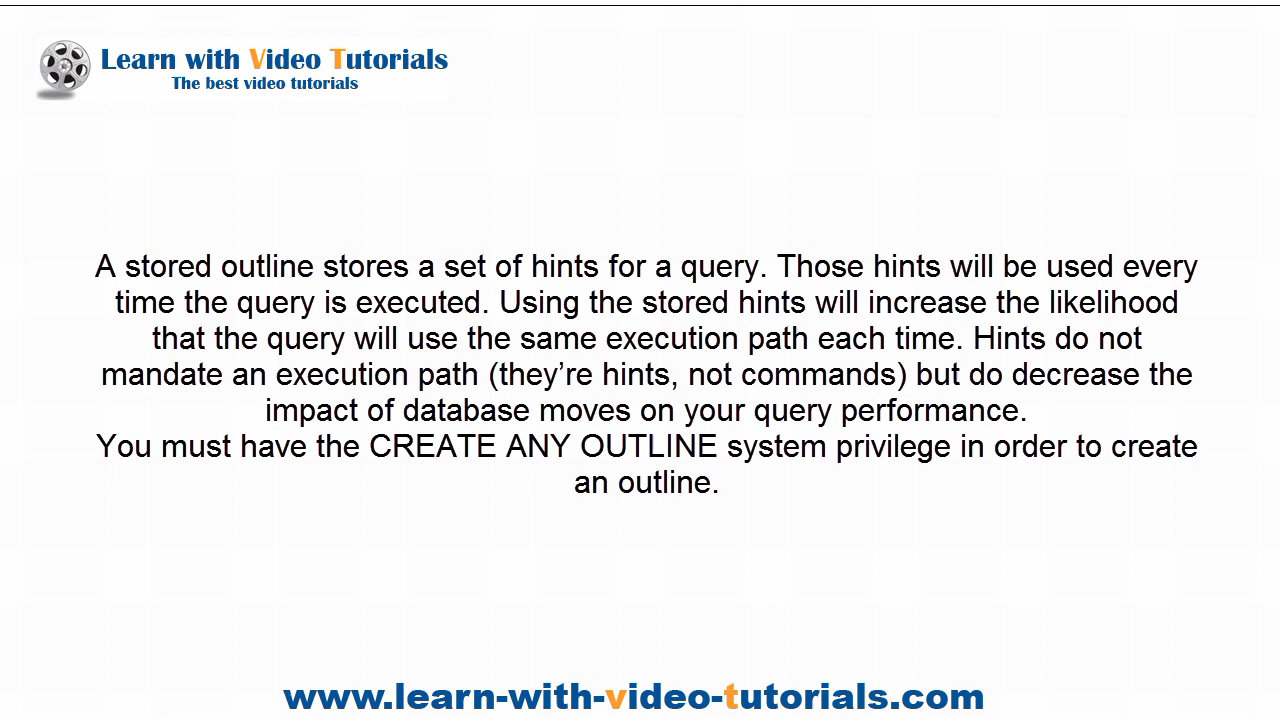 Learn with Video Tutorials
The best video tutorials
A stored outline stores a set of hints for a query. Those hints will be used every
time the query is executed. Using the stored hints will increase the likelihood
that the query will use the same execution path each time. Hints do not
mandate an execution path (they’re hints, not commands) but do decrease the
impact of database moves on your query performance.
You must have the CREATE ANY OUTLINE system privilege in order to create
an outline.
www.learn-with-video-tutorials.com